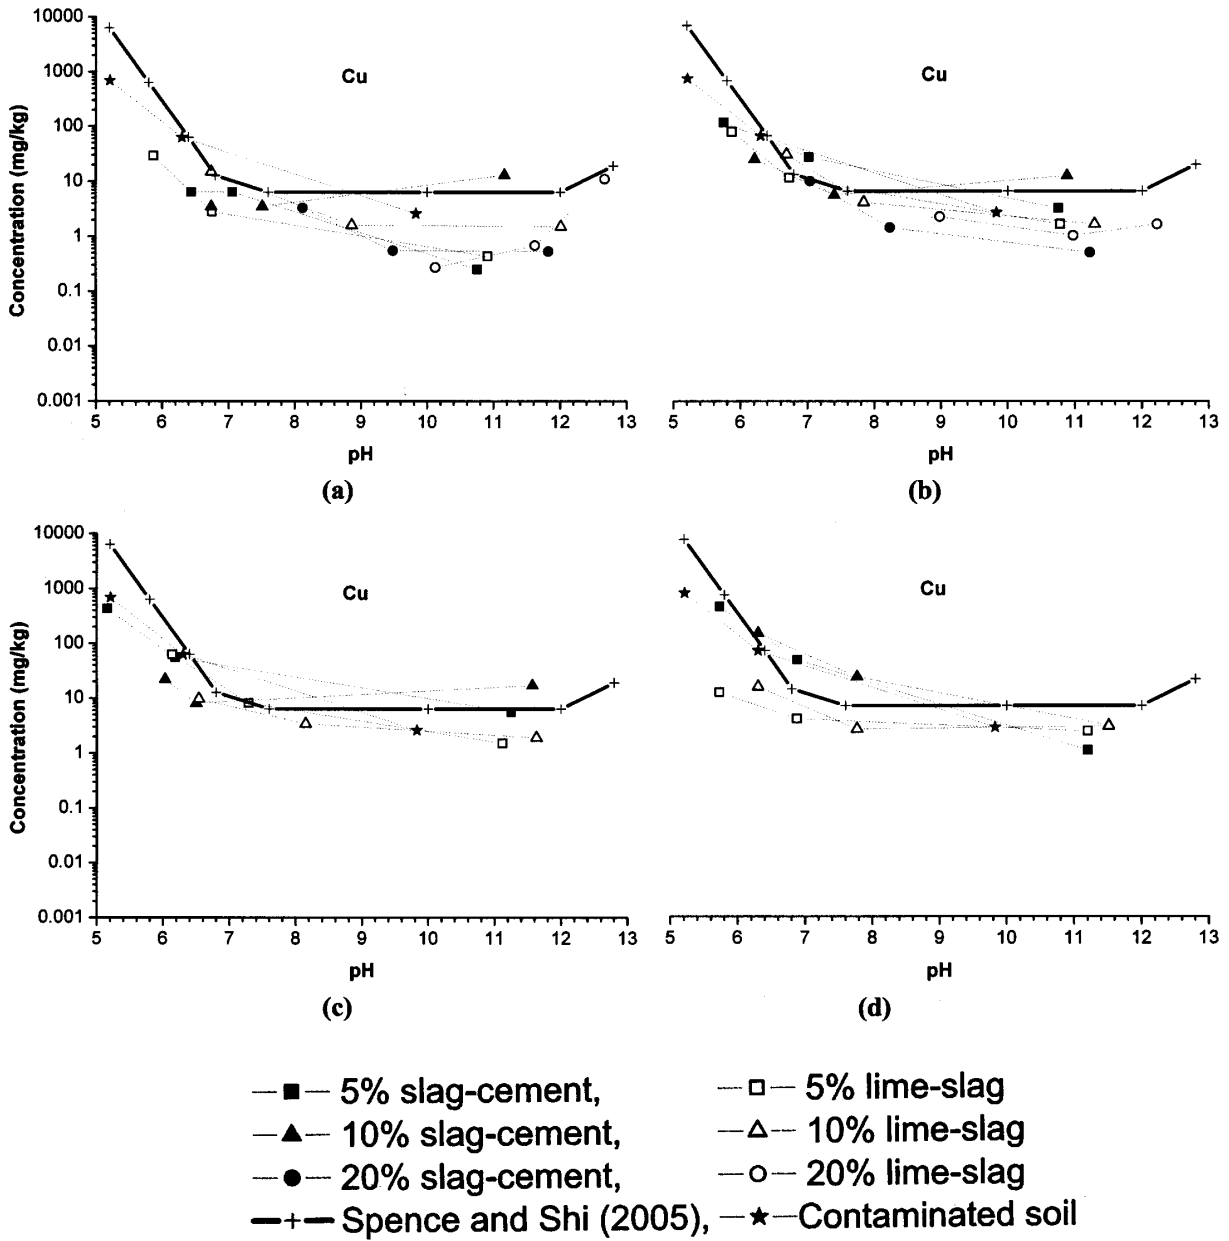 10000
1000
100
10
1
0.1
0.01
0.001
Concentration (mg/kg)
Cu
5 6 7 8 9 10 11 12 13
pH
(a)
Cu
5 6 7 8 9 10 11 12 13
pH
(b)
10000
1000
100
10
1
0.1
0.01
0.001
Concentration (mg/kg)
Cu
5 6 7 8 9 10 11 12 13
pH
(c)
Cu
5 6 7 8 9 10 11 12 13
pH
(d)
5% slag-cement, 5% lime-slag
10% slag-cement, 10% lime-slag
20% slag-cement, 20% lime-slag
Spence and Shi (2005), Contaminated soil